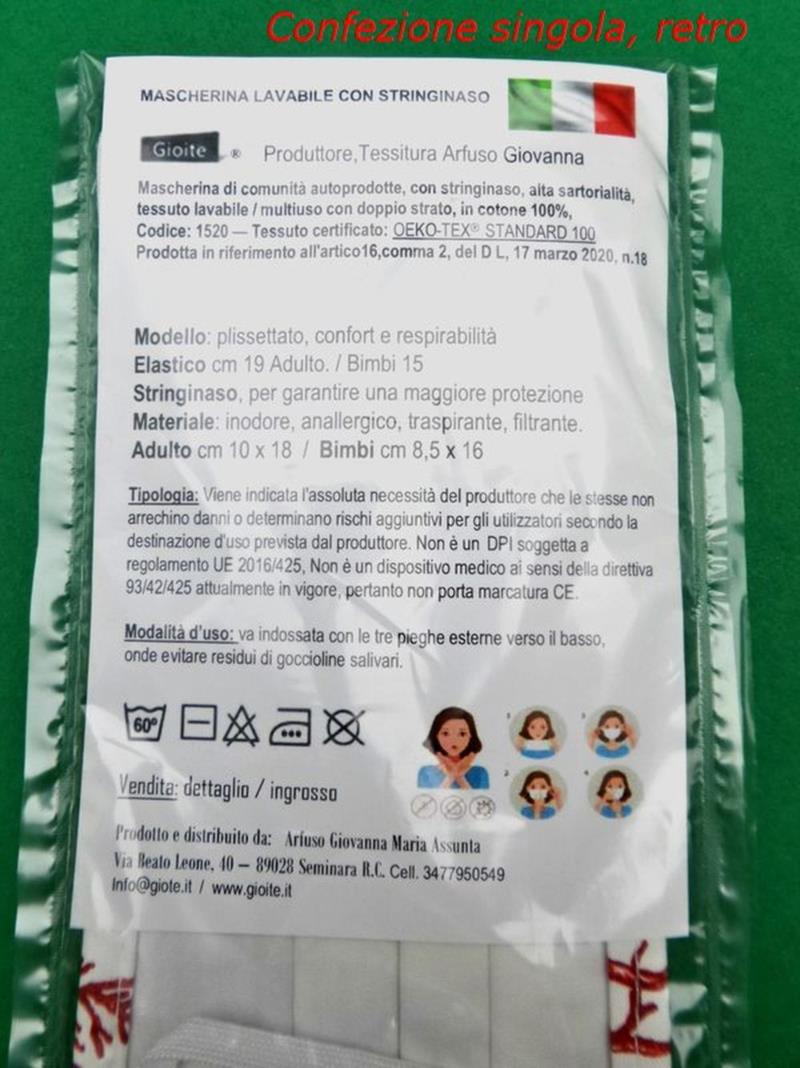 Confezione singola, retro
MASCHERINA LAVABILE CON STRINGINASO
Gioite ® Produttore,Tessitura Arfuso Giovanna
Mascherina di comunità autoprodotte, con stringinaso, alta sartorialità,
tessuto lavabile / multiuso con doppio strato, in cotone 100%,
Codice: 1520 — Tessuto certificato: OEKO-TEX® STANDARD 100
Prodotta in riferimento all'artico16,comma 2, del D L, 17 marzo 2020, n.18
Modello: plissettato, confort e respirabilità
Elastico cm 19 Adulto. / Bimbi 15
Stringinaso, per garantire una maggiore protezione
Materiale: inodore, anallergico, traspirante, filtrante.
Adulto cm 10 x 18 / Bimbi cm 8,5 x 16
Tipologia: Viene indicata l'assoluta necessità del produttore che le stesse non
arrechino danni o determinano rischi aggiuntivi per gli utilizzatori secondo la
destinazione d'uso prevista dal produttore. Non è un DPI soggetta a
regolamento UE 2016/425, Non è un dispositivo medico ai sensi della direttiva
93/42/425 attualmente in vigore, pertanto non porta marcatura CE.
Modalità d'uso: va indossata con le tre pieghe esterne verso il basso,
onde evitare residui di goccioline salivari.
60°
Vendita: dettaglio / ingrosso
Prodotto e distribuito da: Arfuso Giovanna Maria Assunta
Via Beato Leone, 40 – 89028 Seminara R.C. Cell. 3477950549
Info@giote.it / www.gioite.it